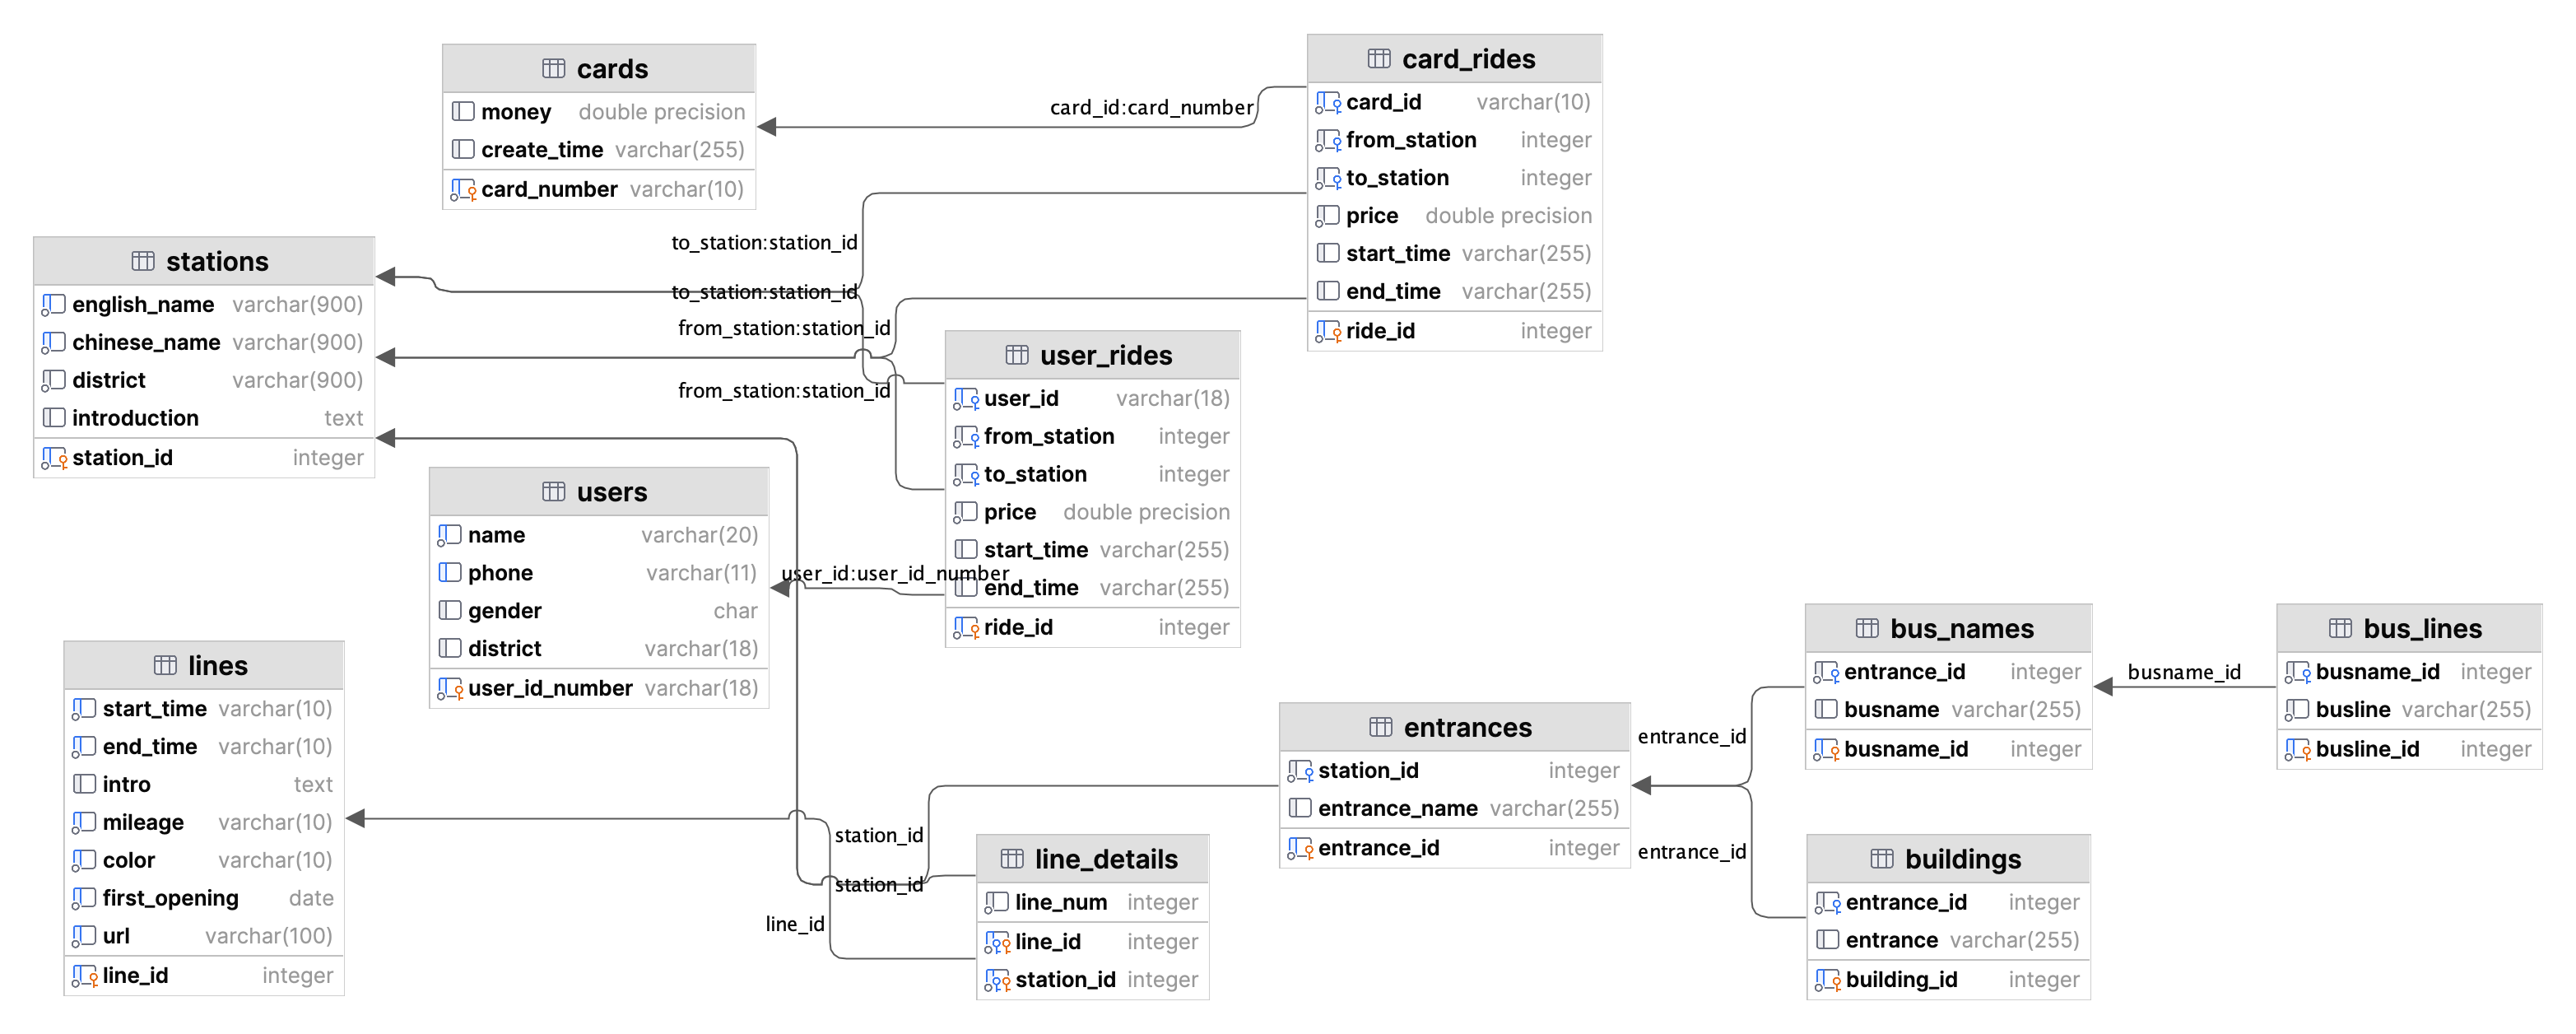 cards
money double precision
create_time varchar(255)
card_number varchar(10)
card_rides
card_id varchar(10)
from_station integer
to_station integer
price double precision
start_time varchar(255)
end_time varchar(255)
ride_id integer
card_id:card_number
to_station:station_id
to_station:station_id
from_station:station_id
from_station:station_id
stations
english_name varchar(900)
chinese_name varchar(900)
district varchar(900)
introduction text
station_id integer
user_rides
user_id varchar(18)
from_station integer
to_station integer
price double precision
start_time varchar(255)
end_time varchar(255)
ride_id integer
users
name varchar(20)
phone varchar(11)
gender char
district varchar(18)
user_id_number varchar(18)
user_id:user_id_number
lines
start_time varchar(10)
end_time varchar(10)
intro text
mileage varchar(10)
color varchar(10)
first_opening date
url varchar(100)
line_id integer
station_id
station_id
line_id
line_details
line_num integer
line_id integer
station_id integer
entrances
station_id integer
entrance_name varchar(255)
entrance_id integer
entrance_id
entrance_id
bus_names
entrance_id integer
busname varchar(255)
busname_id integer
busname_id
bus_lines
busname_id integer
busline varchar(255)
busline_id integer
buildings
entrance_id integer
entrance varchar(255)
building_id integer